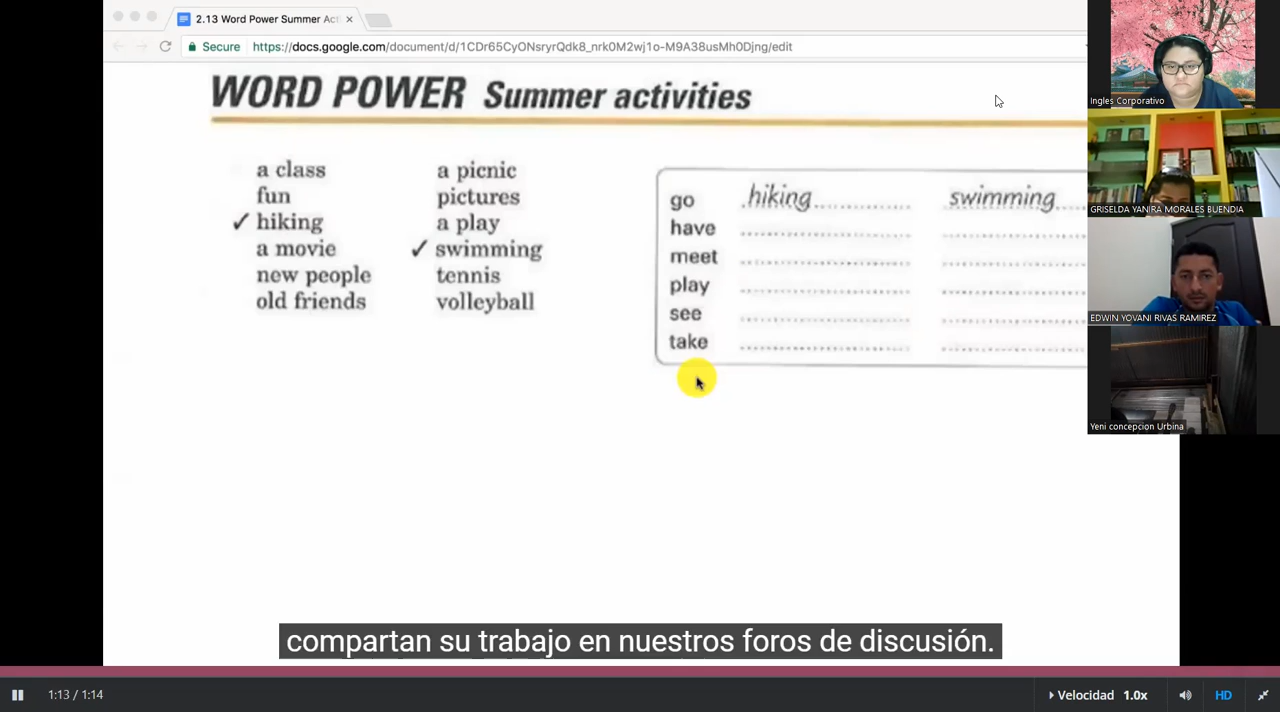 2.13 Word Power Summer Act
Secure https://docs.google.com/document/d/1CDr65CyONsryrQdk8_nrk0M2wj1o-M9A38usMh0Djng/edit
WORD POWER Summer activities
a class
fun
✓ hiking
a movie
new people
old friends
a picnic
pictures
a play
✓ swimming
tennis
volleyball
go hiking swimming
have
meet
play
see
take
Ingles Corporativo
GRISELDA YANIRA MORALES BUENDIA
EDWIN YOVANI RIVAS RAMIREZ
Yeni concepcion Urbina
compartan su trabajo en nuestros foros de discusión.
1:13 / 1:14
Velocidad 1.0x
HD